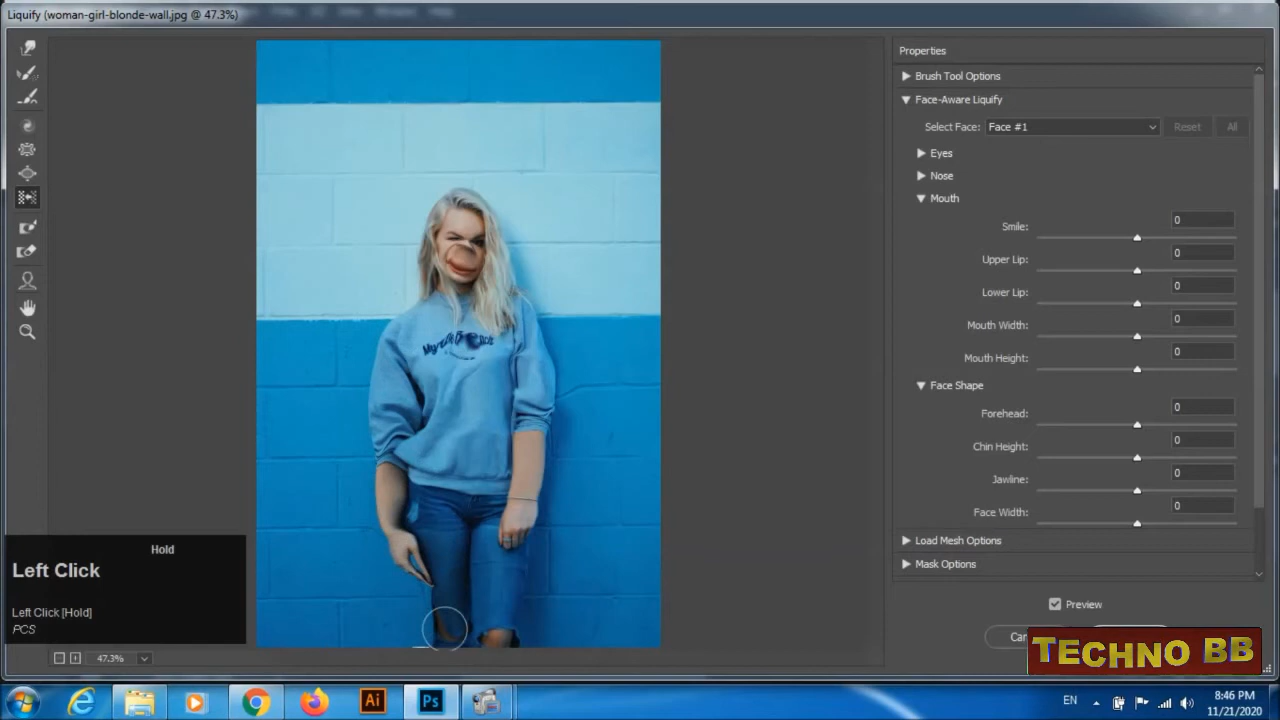 Liquify (woman-girl-blonde-wall.jpg @ 47.3%)
Properties
Brush Tool Options
Face-Aware Liquify
Select Face: Face #1 Reset All
Eyes
Nose
Mouth
Smile: 0
Upper Lip: 0
Lower Lip: 0
Mouth Width: 0
Mouth Height: 0
Face Shape
Forehead: 0
Chin Height: 0
Jawline: 0
Face Width: 0
Load Mesh Options
Mask Options
Preview
TECHNO BB
Hold
Left Click
Left Click [Hold]
PCS
47.3%
Ai
Ps
EN
8:46 PM
11/21/2020